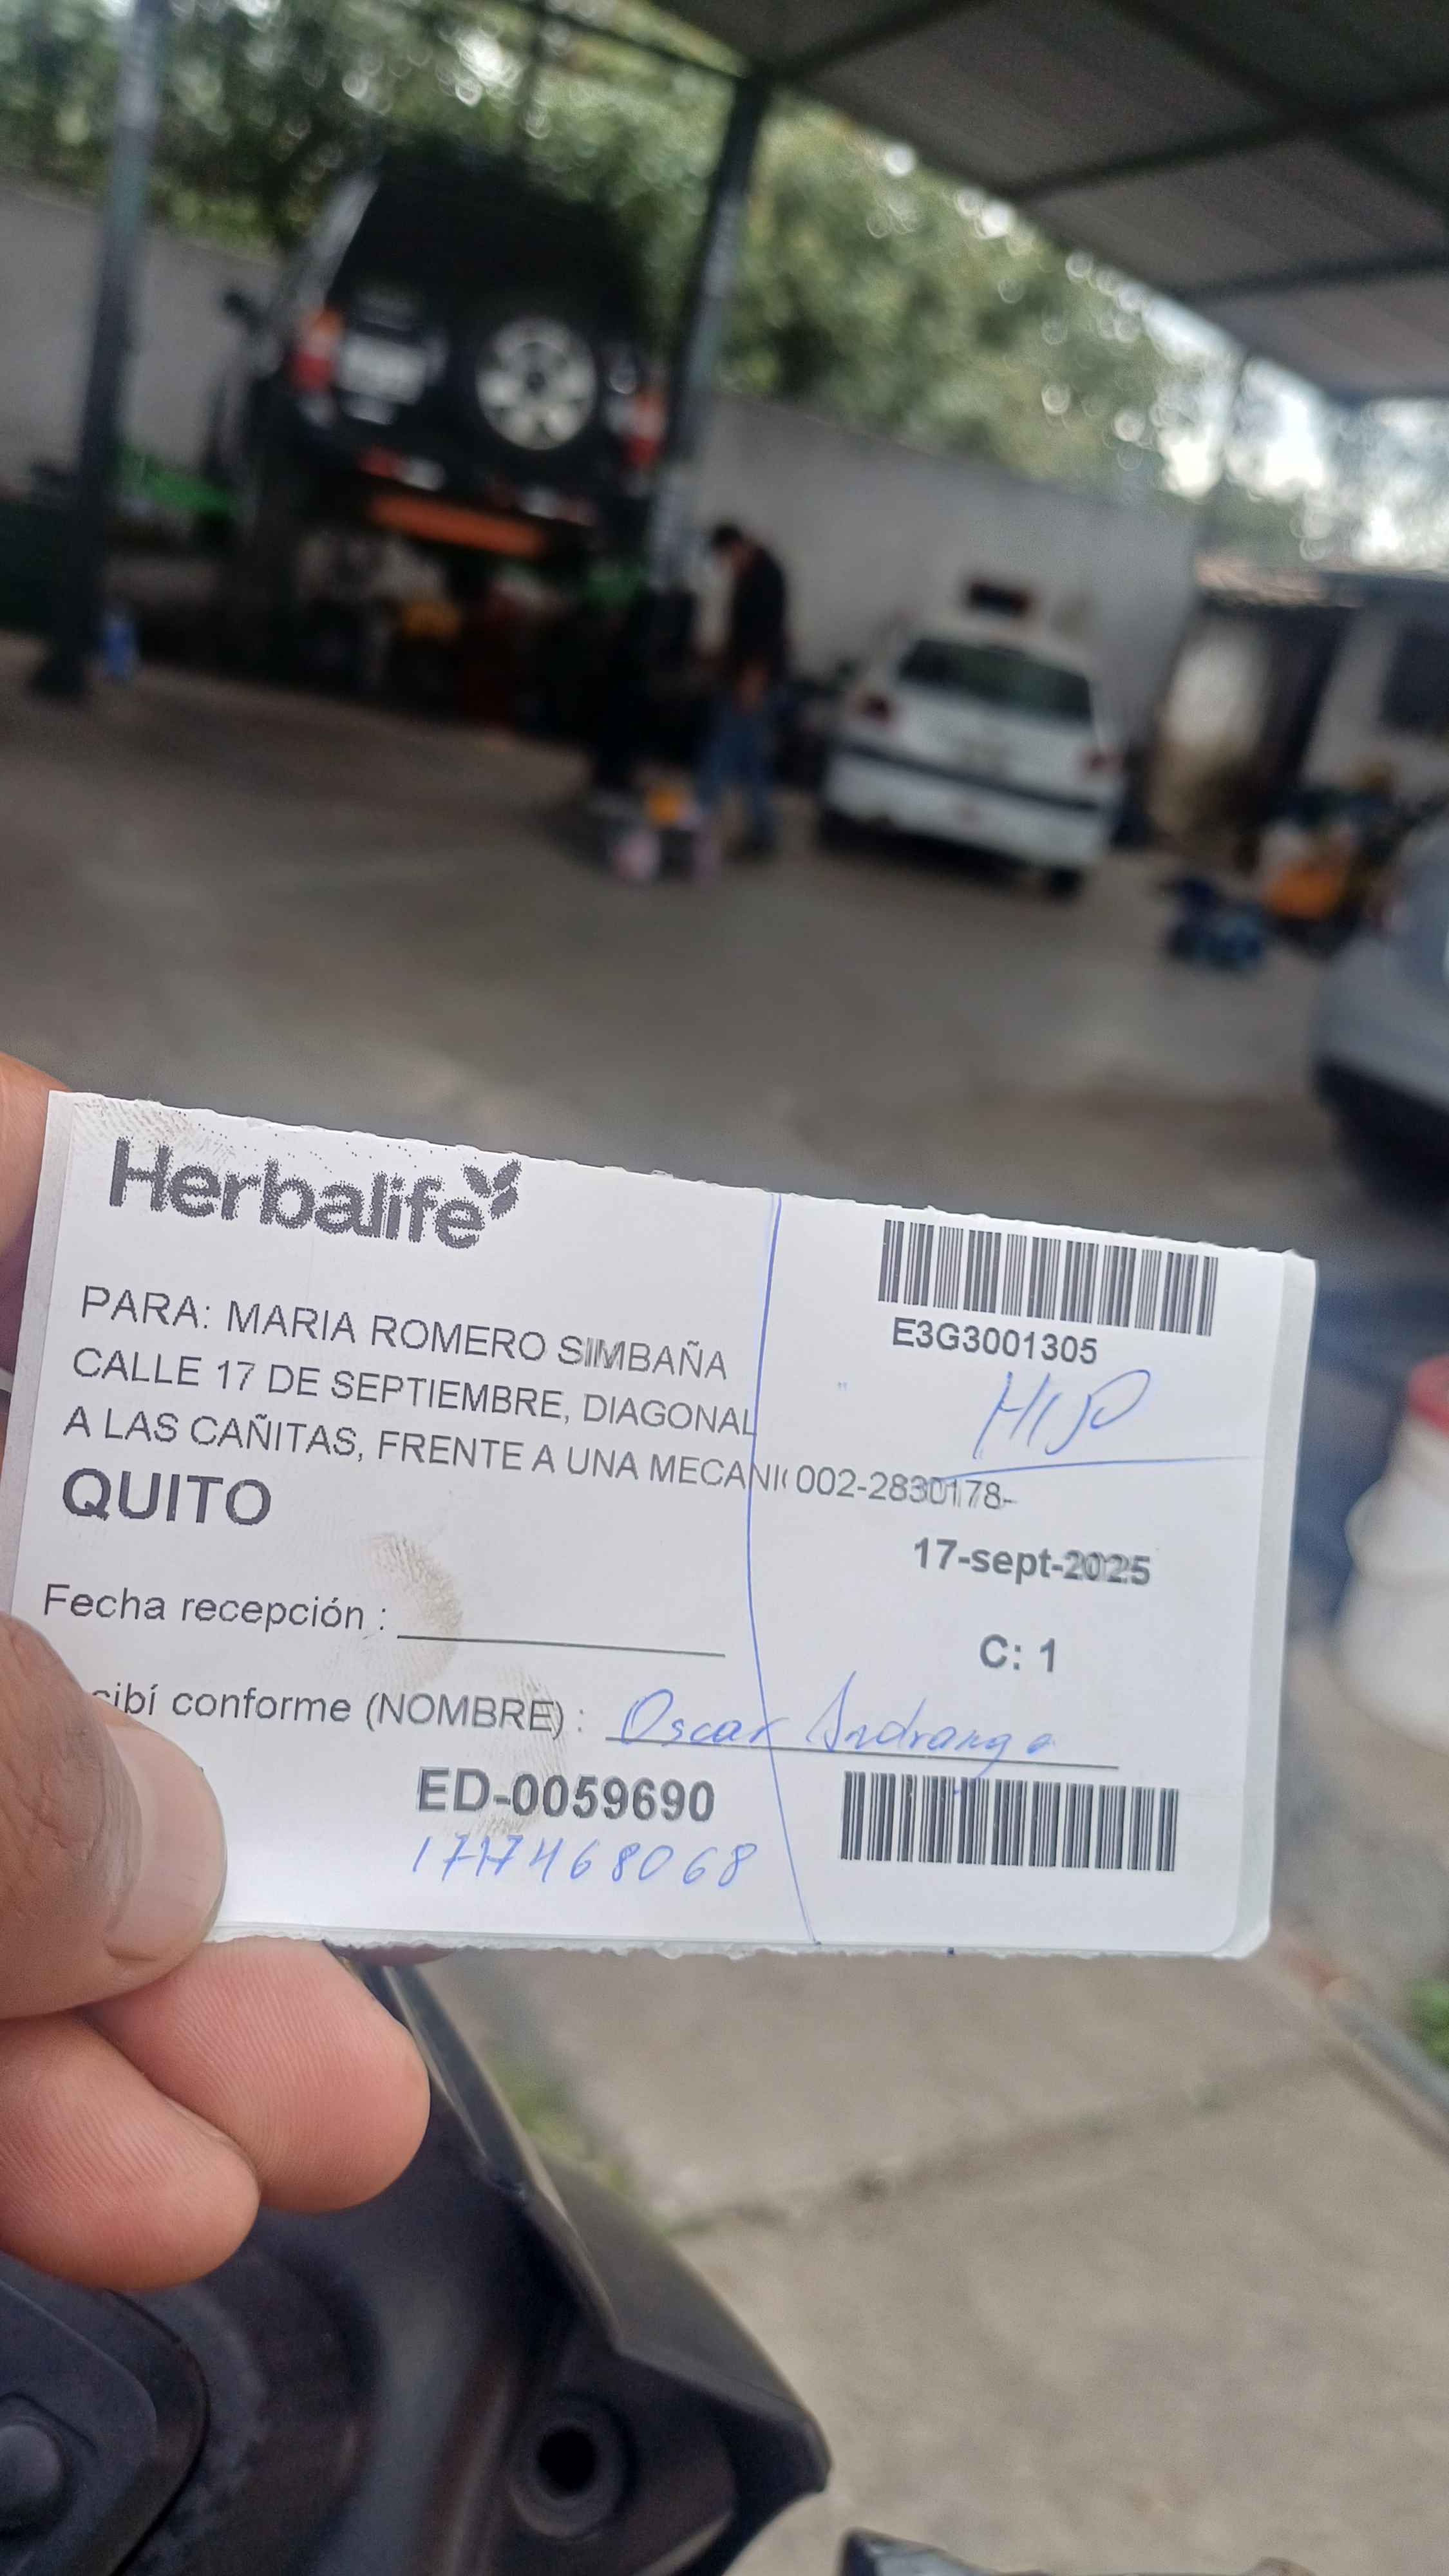 Herbalife
E3G3001305
HIJO
PARA: MARIA ROMERO SIMBAÑA
CALLE 17 DE SEPTIEMBRE, DIAGONAL
A LAS CAÑITAS, FRENTE A UNA MECANI 002-2830178-
QUITO
17-sept-2025
Fecha recepción :
C: 1
cibí conforme (NOMBRE) : Oscar Andrango
ED-0059690
1717468068